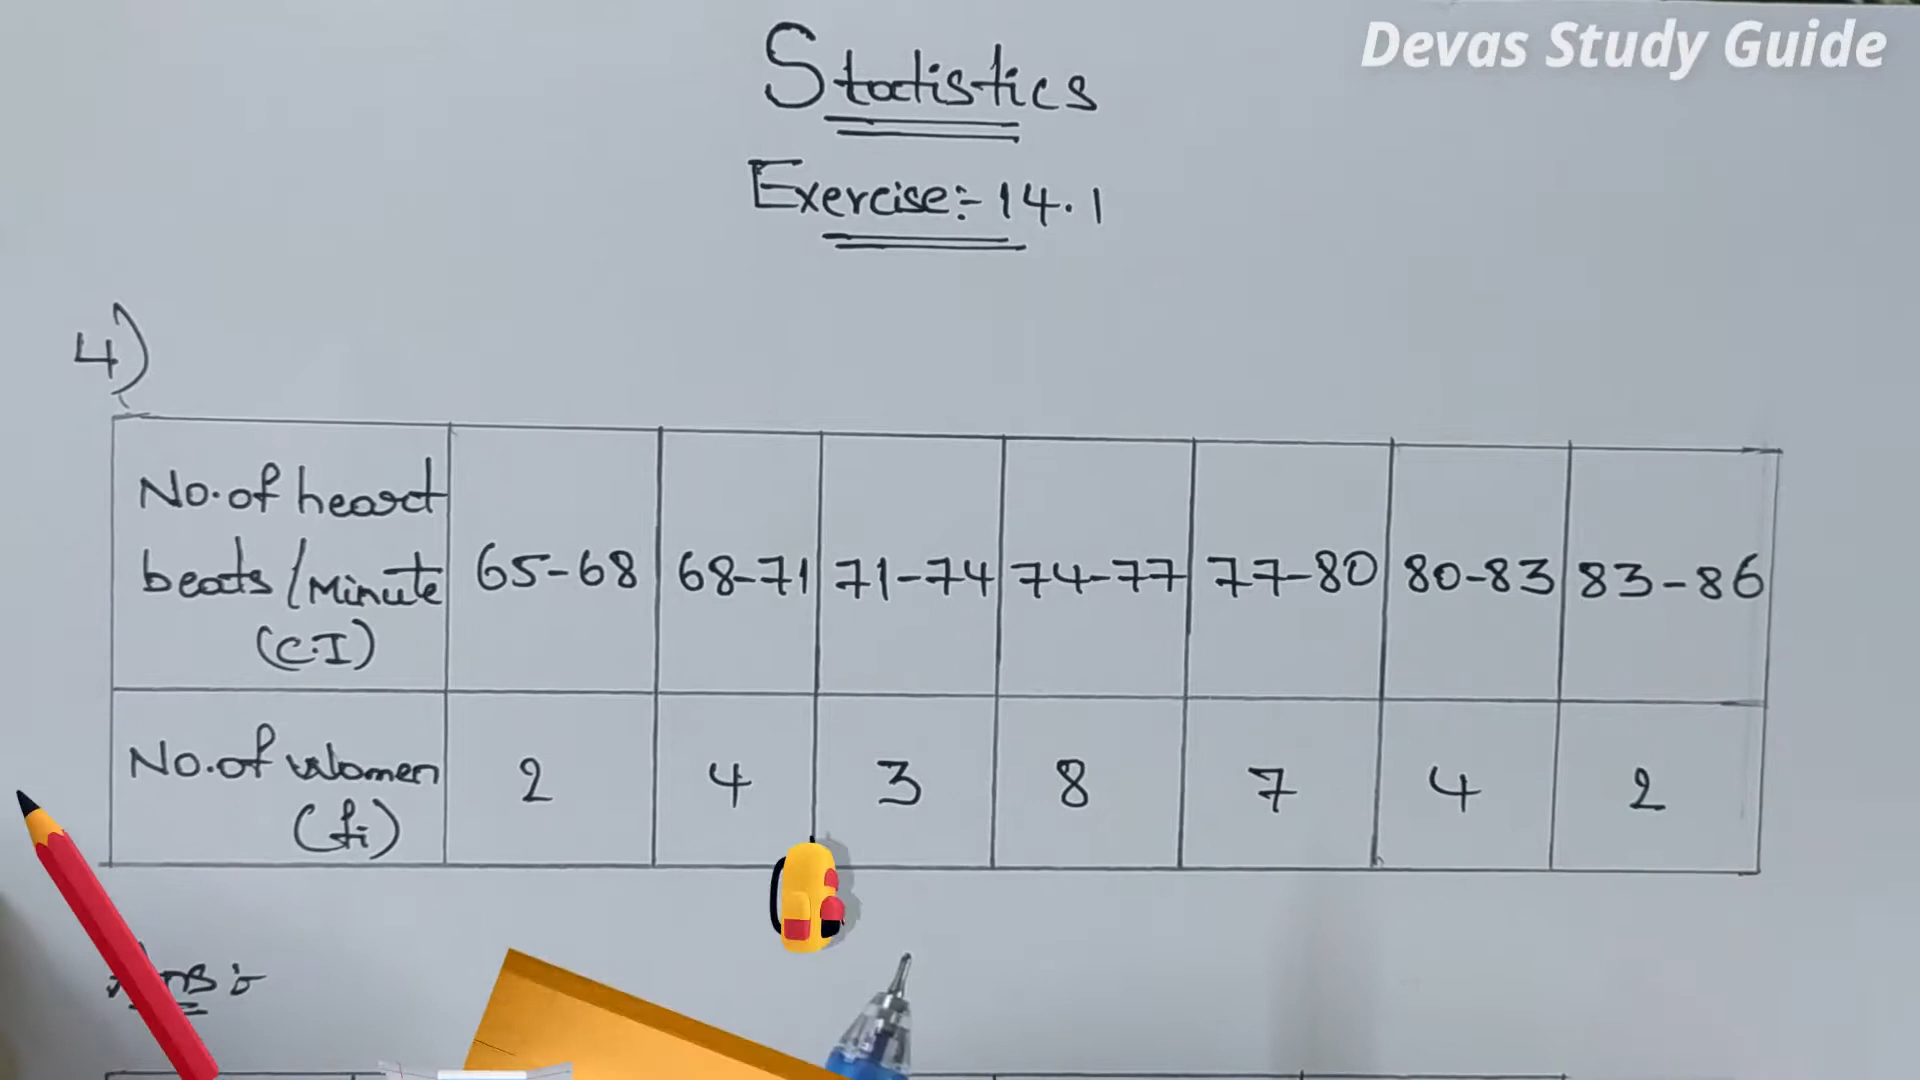 Devas Study Guide
Statistics
Exercise:- 14.1
4)
No. of heart
beats/Minute
(C.I)
65-68
68-71
71-74
74-77
77-80
80-83
83-86
No. of Women
(fi)
2
4
3
8
7
4
2
Ans :-